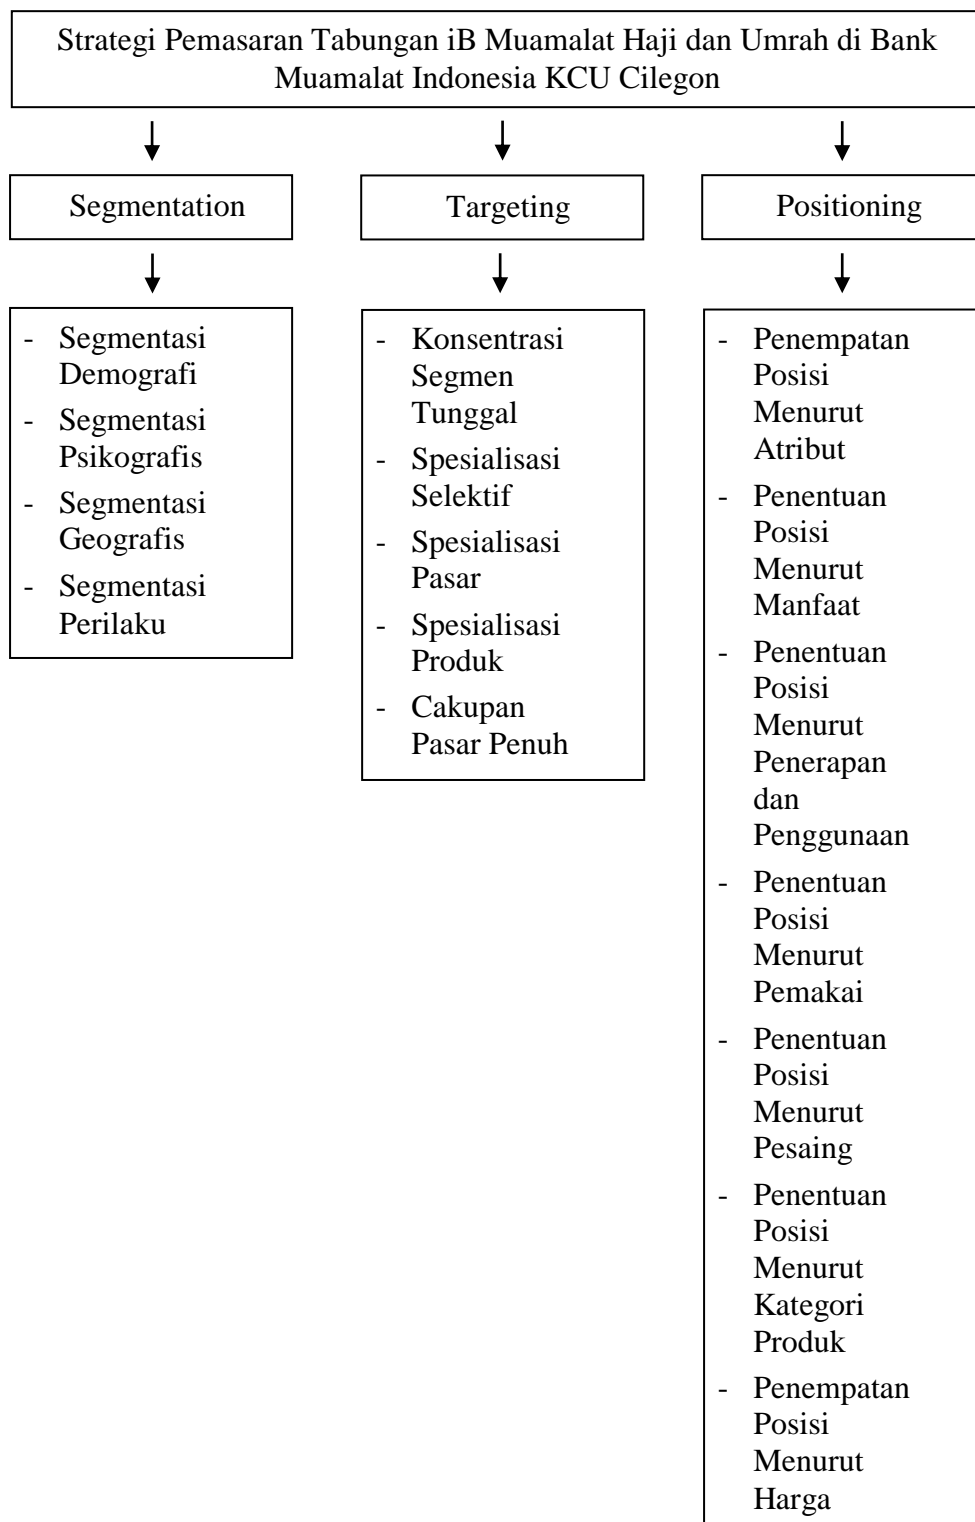 Strategi Pemasaran Tabungan iB Muamalat Haji dan Umrah di Bank
Muamalat Indonesia KCU Cilegon
Segmentation
Targeting
Positioning
- Segmentasi
Demografi
- Segmentasi
Psikografis
- Segmentasi
Geografis
- Segmentasi
Perilaku
- Konsentrasi
Segmen
Tunggal
- Spesialisasi
Selektif
- Spesialisasi
Pasar
- Spesialisasi
Produk
- Cakupan
Pasar Penuh
- Penempatan
Posisi
Menurut
Atribut
- Penentuan
Posisi
Menurut
Manfaat
- Penentuan
Posisi
Menurut
Penerapan
dan
Penggunaan
- Penentuan
Posisi
Menurut
Pemakai
- Penentuan
Posisi
Menurut
Pesaing
- Penentuan
Posisi
Menurut
Kategori
Produk
- Penempatan
Posisi
Menurut
Harga